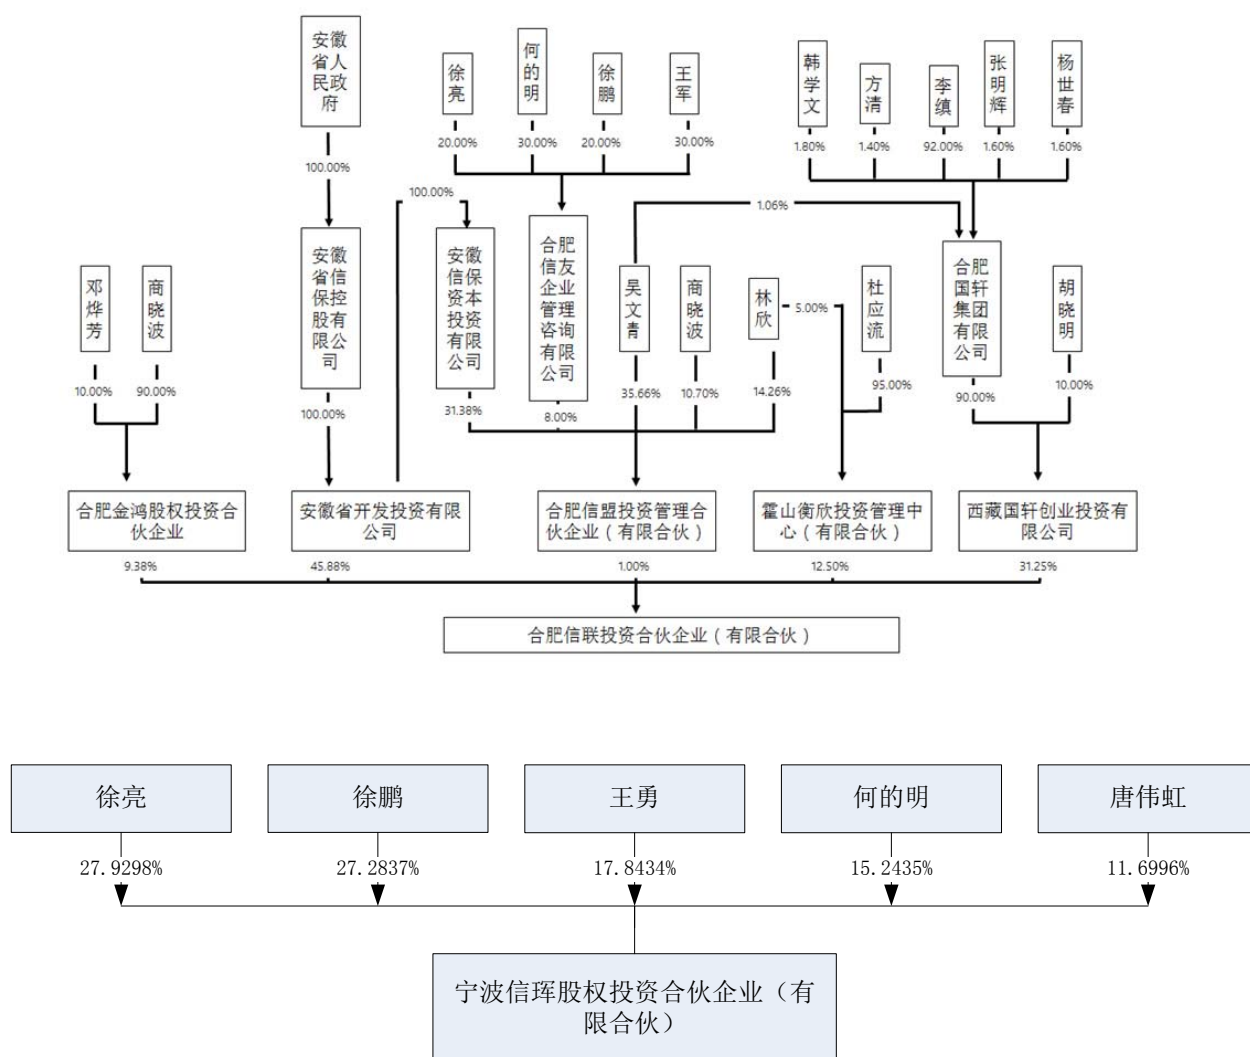 安徽
省人
民政
府
徐亮
何的明
徐鹏
王军
韩学文
方清
李缜
张明辉
杨世春
20.00%
30.00%
20.00%
30.00%
1.80%
1.40%
92.00%
1.60%
1.60%
100.00%
100.00%
1.06%
邓烨芳
商晓波
安徽
省信
保控
股有
限公
司
安徽
信保
资本
投资
有限
公司
合肥
信友
企业
管理
咨询
有限
公司
吴文青
商晓波
林欣
5.00%
杜应流
合肥
国轩
集团
有限
公司
胡晓明
10.00%
90.00%
100.00%
31.38%
8.00%
35.66%
10.70%
14.26%
95.00%
90.00%
10.00%
合肥金鸿股权投资合
伙企业
安徽省开发投资有限
公司
合肥信盟投资管理合
伙企业（有限合伙）
霍山衡欣投资管理中
心（有限合伙）
西藏国轩创业投资有
限公司
9.38%
45.88%
1.00%
12.50%
31.25%
合肥信联投资合伙企业（有限合伙）
徐亮
徐鹏
王勇
何的明
唐伟虹
27.9298%
27.2837%
17.8434%
15.2435%
11.6996%
宁波信珲股权投资合伙企业（有
限合伙）